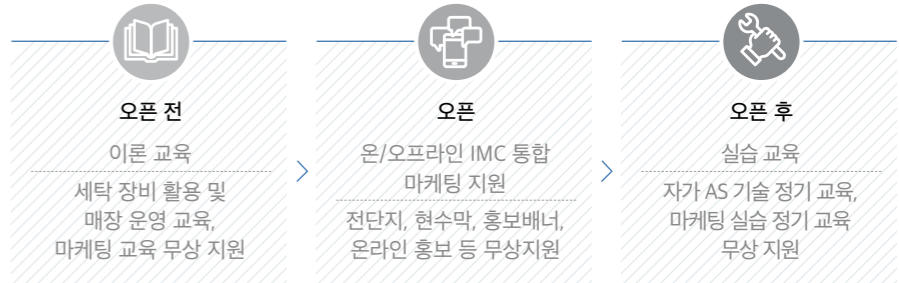 오픈 전
이론 교육
세탁 장비 활용 및
매장 운영 교육,
마케팅 교육 무상 지원
오픈
온/오프라인 IMC 통합
마케팅 지원
전단지, 현수막, 홍보배너,
온라인 홍보 등 무상지원
오픈 후
실습 교육
자가 AS 기술 정기 교육,
마케팅 실습 정기 교육
무상 지원